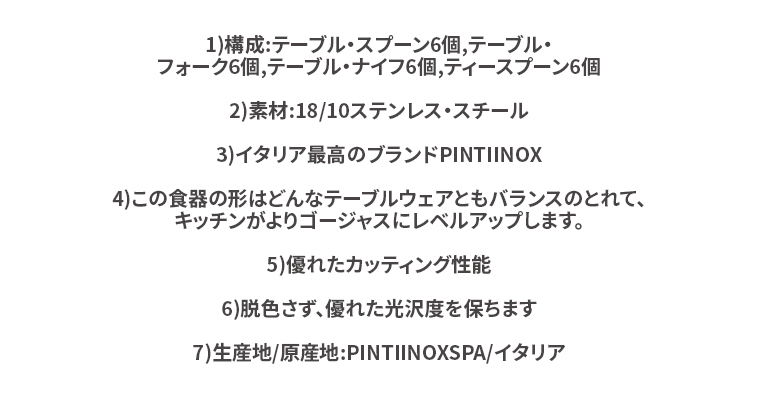 1)構成:テーブル・スプーン6個,テーブル・
フォーク6個,テーブル・ナイフ6個,ティースプーン6個
2)素材:18/10ステンレス・スチール
3)イタリア最高のブランドPINTIINOX
4)この食器の形はどんなテーブルウェアともバランスのとれて、
キッチンがよりゴージャスにレベルアップします。
5)優れたカッティング性能
6)脱色さず、優れた光沢度を保ちます
7)生産地/原産地:PINTIINOXSPA/イタリア